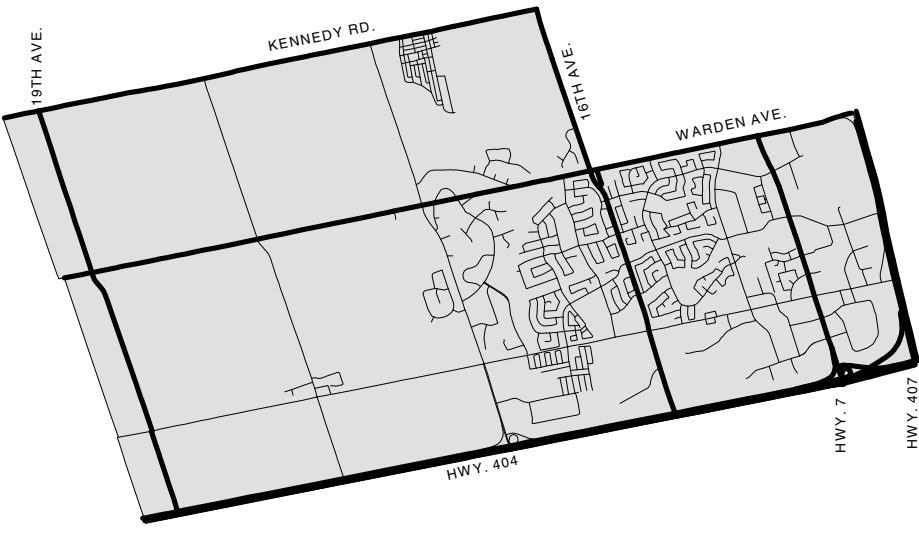 19TH AVE.
KENNEDY RD.
16TH AVE.
WARDEN AVE.
HWY. 404
HWY. 7
HWY. 407